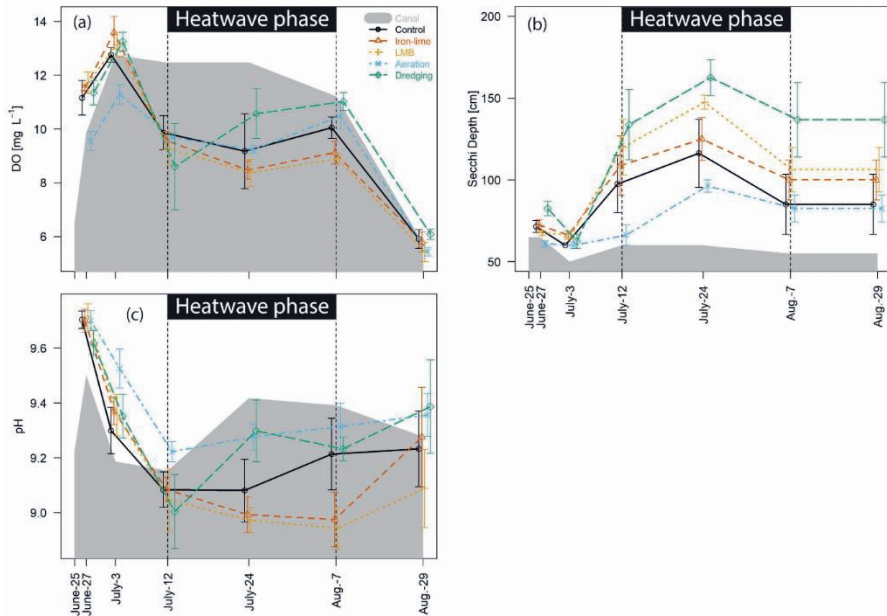 (a)
Heatwave phase
Canal
Control
Iron-lime
LMB
Aeration
Dredging
DO [mg L⁻¹]
14
12
10
8
6
(b)
Heatwave phase
Secchi Depth [cm]
200
150
100
50
June-25
June-27
July-3
July-12
July-24
Aug.-7
Aug.-29
(c)
Heatwave phase
pH
9.6
9.4
9.2
9.0
June-25
June-27
July-3
July-12
July-24
Aug.-7
Aug.-29